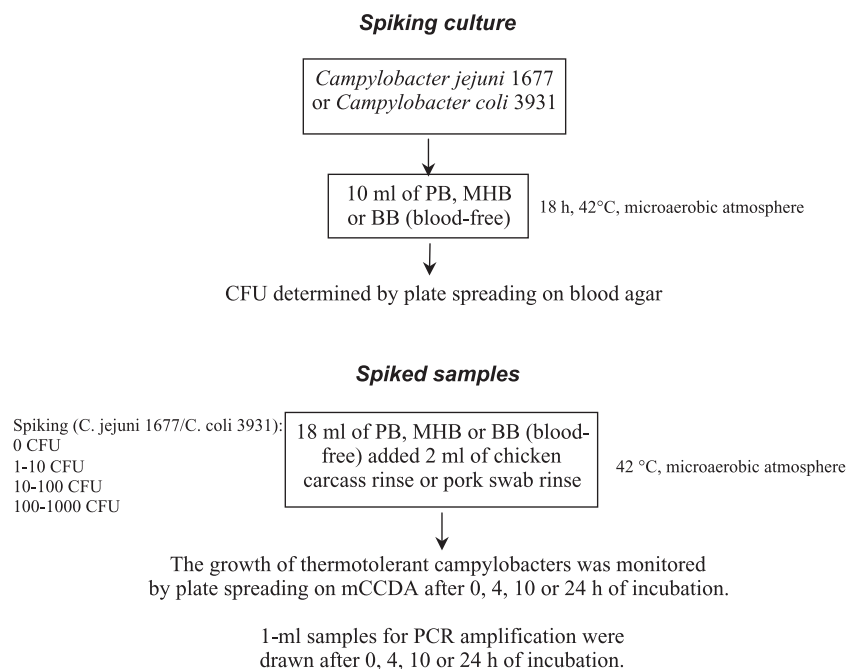 Spiking culture
Campylobacter jejuni 1677
or Campylobacter coli 3931
10 ml of PB, MHB
or BB (blood-free)
18 h, 42°C, microaerobic atmosphere
CFU determined by plate spreading on blood agar
Spiked samples
Spiking (C. jejuni 1677/C. coli 3931):
0 CFU
1-10 CFU
10-100 CFU
100-1000 CFU
18 ml of PB, MHB or BB (blood-
free) added 2 ml of chicken
carcass rinse or pork swab rinse
42 °C, microaerobic atmosphere
The growth of thermotolerant campylobacters was monitored
by plate spreading on mCCDA after 0, 4, 10 or 24 h of incubation.
1-ml samples for PCR amplification were
drawn after 0, 4, 10 or 24 h of incubation.